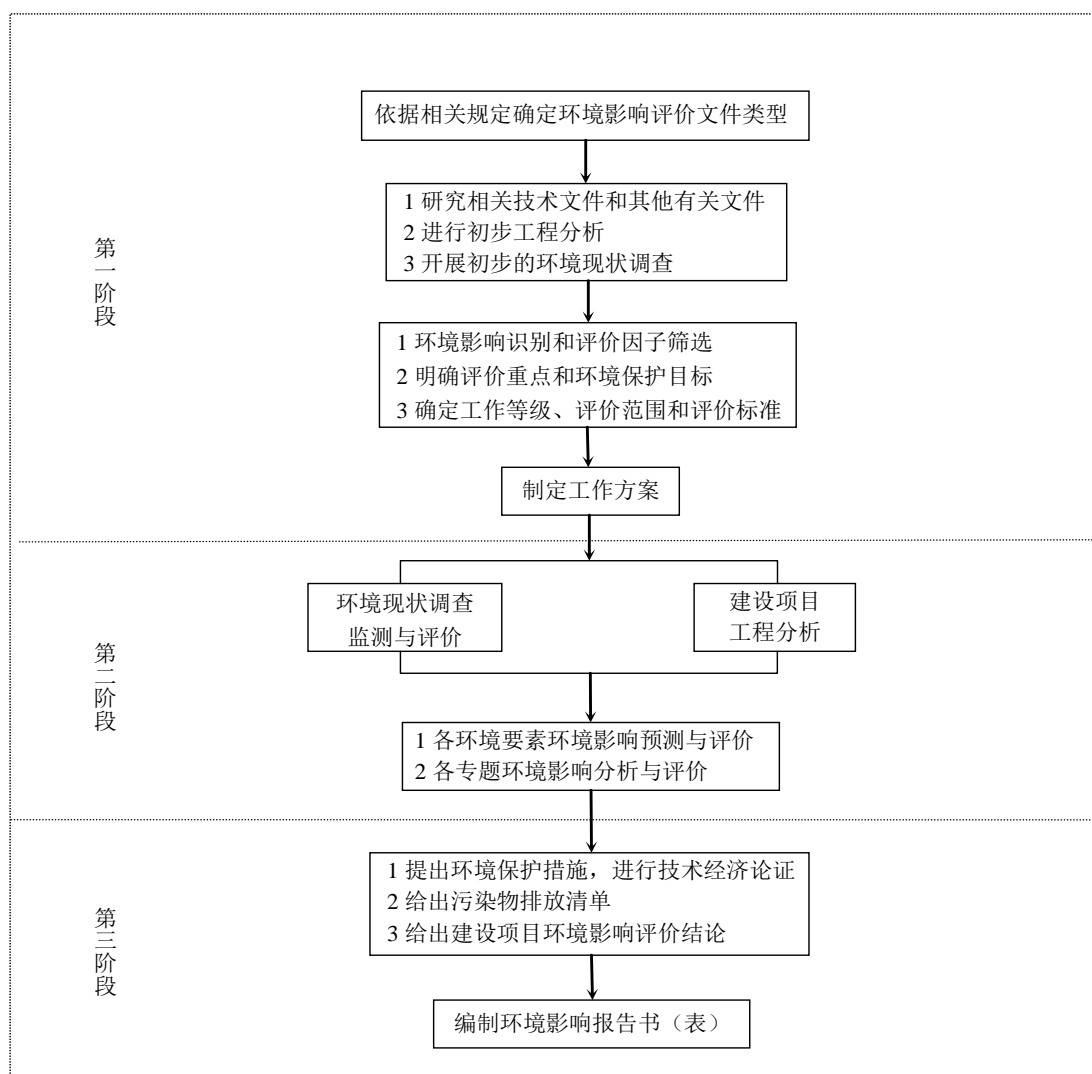 依据相关规定确定环境影响评价文件类型
1 研究相关技术文件和其他有关文件
2 进行初步工程分析
3 开展初步的环境现状调查
第一阶段
1 环境影响识别和评价因子筛选
2 明确评价重点和环境保护目标
3 确定工作等级、评价范围和评价标准
制定工作方案
环境现状调查
监测与评价
建设项目
工程分析
第二阶段
1 各环境要素环境影响预测与评价
2 各专题环境影响分析与评价
1 提出环境保护措施，进行技术经济论证
2 给出污染物排放清单
3 给出建设项目环境影响评价结论
第三阶段
编制环境影响报告书（表）